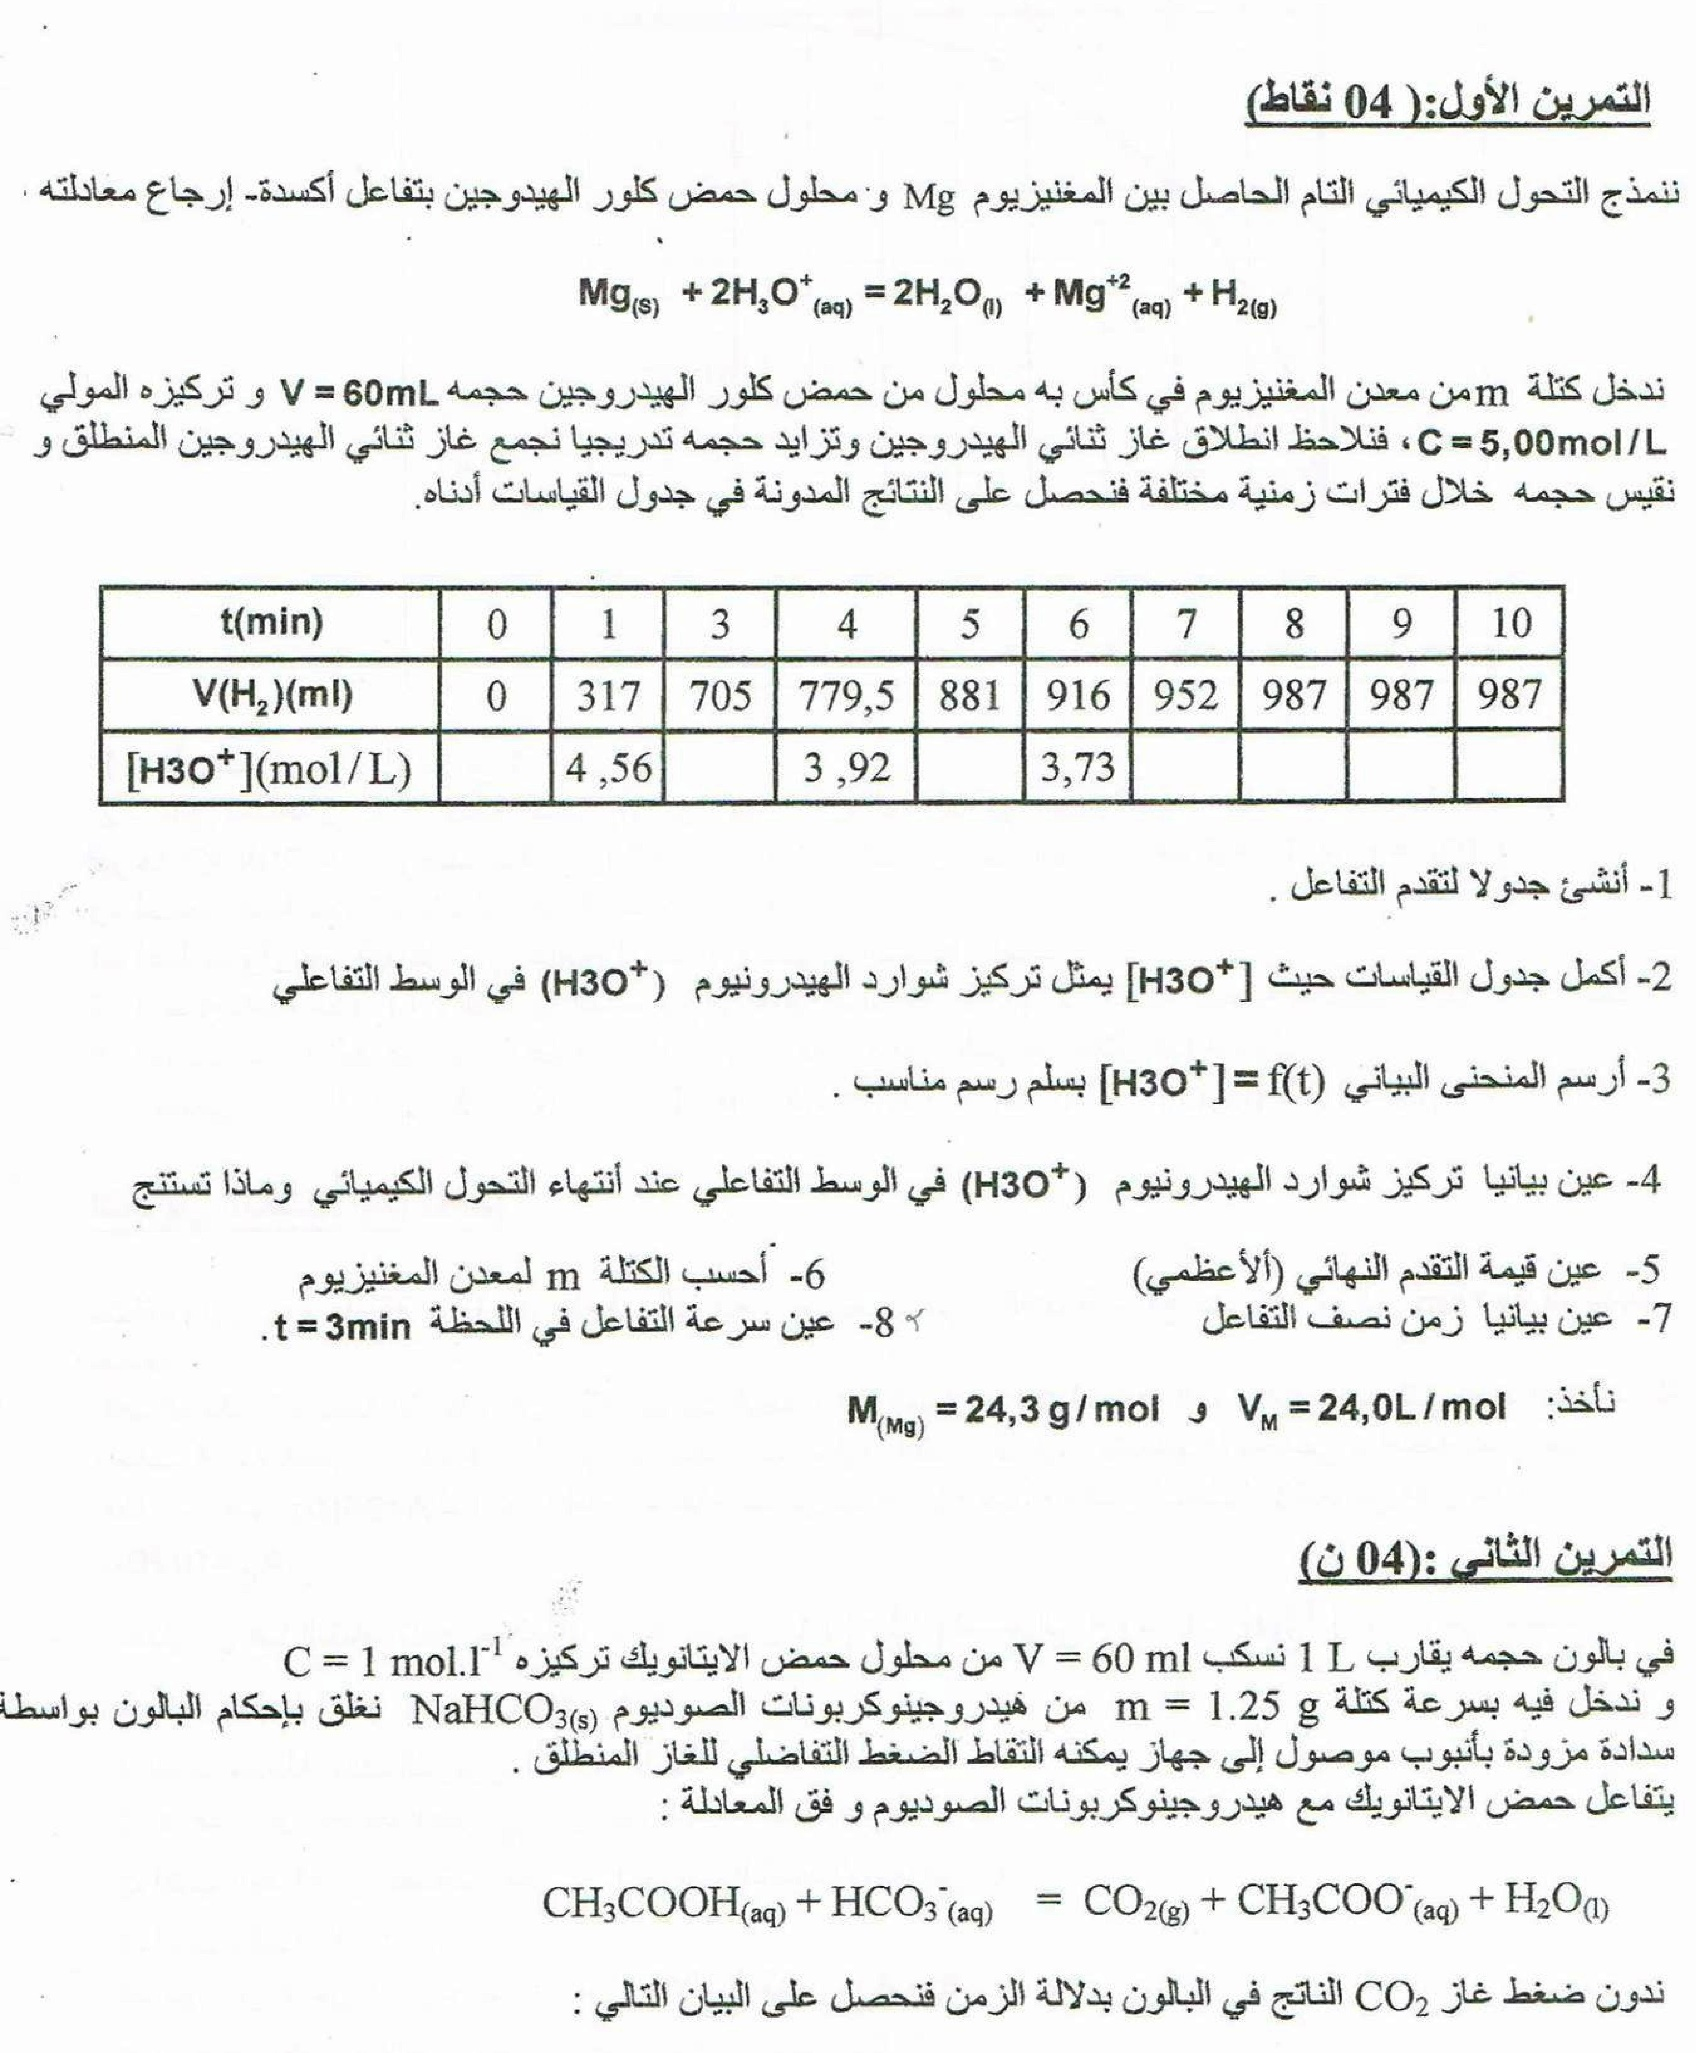 التمرين الأول:( 04 نقاط)
ننمذج التحول الكيميائي التام الحاصل بين المغنيزيوم Mg و محلول حمض كلور الهيدوجين بتفاعل أكسدة- إرجاع معادلته .
Mg(S) + 2H₃O⁺(aq) = 2H₂O(l) + Mg⁺²(aq) + H₂(g)
ندخل كتلة m من معدن المغنيزيوم في كأس به محلول من حمض كلور الهيدروجين حجمه V = 60mL و تركيزه المولي
C = 5,00mol/L ، فنلاحظ انطلاق غاز ثنائي الهيدروجين وتزايد حجمه تدريجيا نجمع غاز ثنائي الهيدروجين المنطلق و
نقيس حجمه خلال فترات زمنية مختلفة فنحصل على النتائج المدونة في جدول القياسات أدناه.
t(min) 0 1 3 4 5 6 7 8 9 10
V(H₂)(ml) 0 317 705 779,5 881 916 952 987 987 987
[H3O⁺](mol/L) 4 ,56 3 ,92 3,73
1- أنشئ جدولا لتقدم التفاعل .
2- أكمل جدول القياسات حيث [H3O⁺] يمثل تركيز شوارد الهيدرونيوم (H3O⁺) في الوسط التفاعلي
3- أرسم المنحنى البياني [H3O⁺] = f(t) بسلم رسم مناسب .
4- عين بيانيا تركيز شوارد الهيدرونيوم (H3O⁺) في الوسط التفاعلي عند أنتهاء التحول الكيميائي وماذا تستنتج
5- عين قيمة التقدم النهائي (ألأعظمي) 6- أحسب الكتلة m لمعدن المغنيزيوم
7- عين بيانيا زمن نصف التفاعل 8- عين سرعة التفاعل في اللحظة t = 3min.
نأخذ: V_M = 24,0L/mol و M(Mg) = 24,3 g/mol
التمرين الثاني :(04 ن)
في بالون حجمه يقارب 1 L نسكب V = 60 ml من محلول حمض الايثانويك تركيزه C = 1 mol.l⁻¹
و ندخل فيه بسرعة كتلة m = 1.25 g من هيدروجينوكربونات الصوديوم NaHCO₃(s) نغلق بإحكام البالون بواسطة
سدادة مزودة بأنبوب موصول إلى جهاز يمكنه التقاط الضغط التفاضلي للغاز المنطلق .
يتفاعل حمض الايثانويك مع هيدروجينوكربونات الصوديوم و فق المعادلة :
CH₃COOH(aq) + HCO₃⁻(aq) = CO₂(g) + CH₃COO⁻(aq) + H₂O(l)
ندون ضغط غاز CO₂ الناتج في البالون بدلالة الزمن فنحصل على البيان التالي :